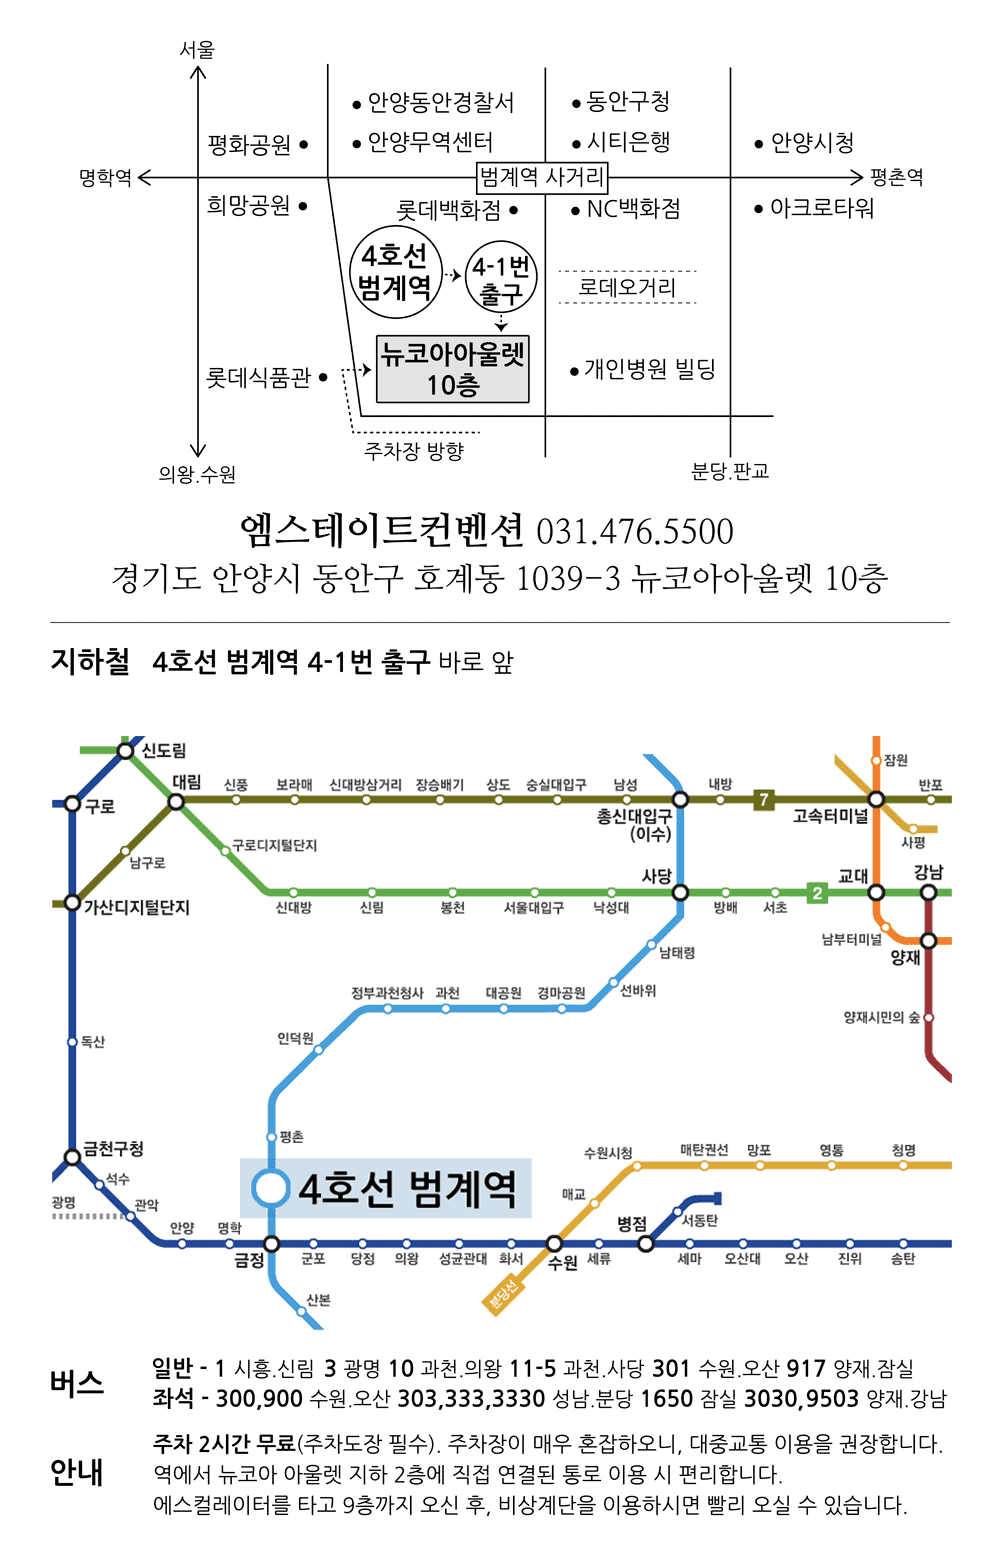 서울
안양동안경찰서
동안구청
평화공원
안양무역센터
시티은행
안양시청
명학역
범계역 사거리
평촌역
희망공원
롯데백화점
NC백화점
아크로타워
4호선
범계역
4-1번
출구
로데오거리
뉴코아아울렛
10층
롯데식품관
개인병원 빌딩
주차장 방향
의왕.수원
분당.판교
엠스테이트컨벤션 031.476.5500
경기도 안양시 동안구 호계동 1039-3 뉴코아아울렛 10층
지하철 4호선 범계역 4-1번 출구 바로 앞
신도림
잠원
대림
신풍 보라매 신대방삼거리 장승배기 상도 숭실대입구 남성 내방 7 반포
구로
총신대입구
(이수)
고속터미널
사평
구로디지털단지
남구로
사당
교대
강남
2
가산디지털단지
신대방 신림 봉천 서울대입구 낙성대 방배 서초
남부터미널
남태령
양재
선바위
정부과천청사 과천 대공원 경마공원
양재시민의 숲
인덕원
독산
평촌
금천구청
수원시청 매탄권선 망포 영통 청명
석수
4호선 범계역
매교
광명
관악
병점
서동탄
안양 명학
금정 군포 당정 의왕 성균관대 화서 수원 세류 세마 오산대 오산 진위 송탄
분당선
산본
버스
일반 - 1 시흥.신림 3 광명 10 과천.의왕 11-5 과천.사당 301 수원.오산 917 양재.잠실
좌석 - 300,900 수원.오산 303,333,3330 성남.분당 1650 잠실 3030,9503 양재.강남
안내
주차 2시간 무료(주차도장 필수). 주차장이 매우 혼잡하오니, 대중교통 이용을 권장합니다.
역에서 뉴코아 아울렛 지하 2층에 직접 연결된 통로 이용 시 편리합니다.
에스컬레이터를 타고 9층까지 오신 후, 비상계단을 이용하시면 빨리 오실 수 있습니다.